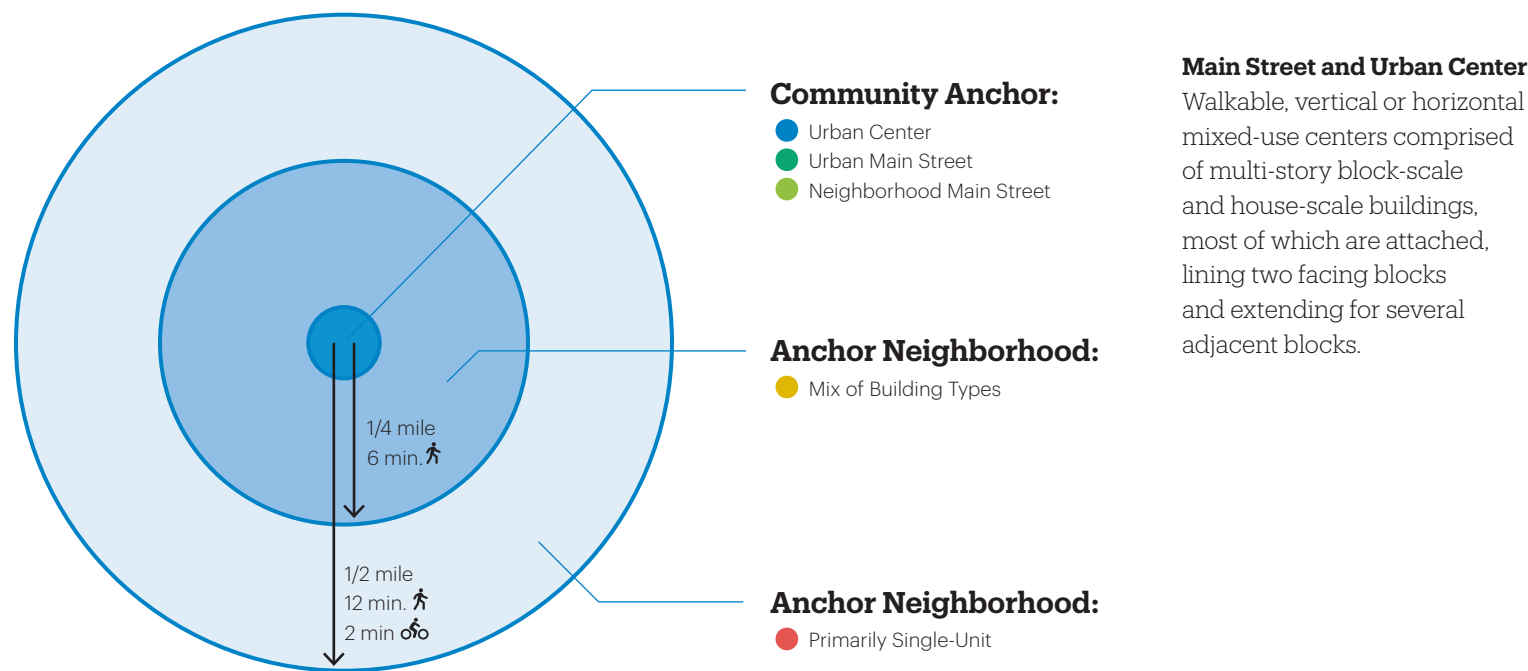 Community Anchor:
Urban Center
Urban Main Street
Neighborhood Main Street
Anchor Neighborhood:
Mix of Building Types
1/4 mile
6 min.
1/2 mile
12 min.
2 min
Anchor Neighborhood:
Primarily Single-Unit
Main Street and Urban Center
Walkable, vertical or horizontal
mixed-use centers comprised
of multi-story block-scale
and house-scale buildings,
most of which are attached,
lining two facing blocks
and extending for several
adjacent blocks.